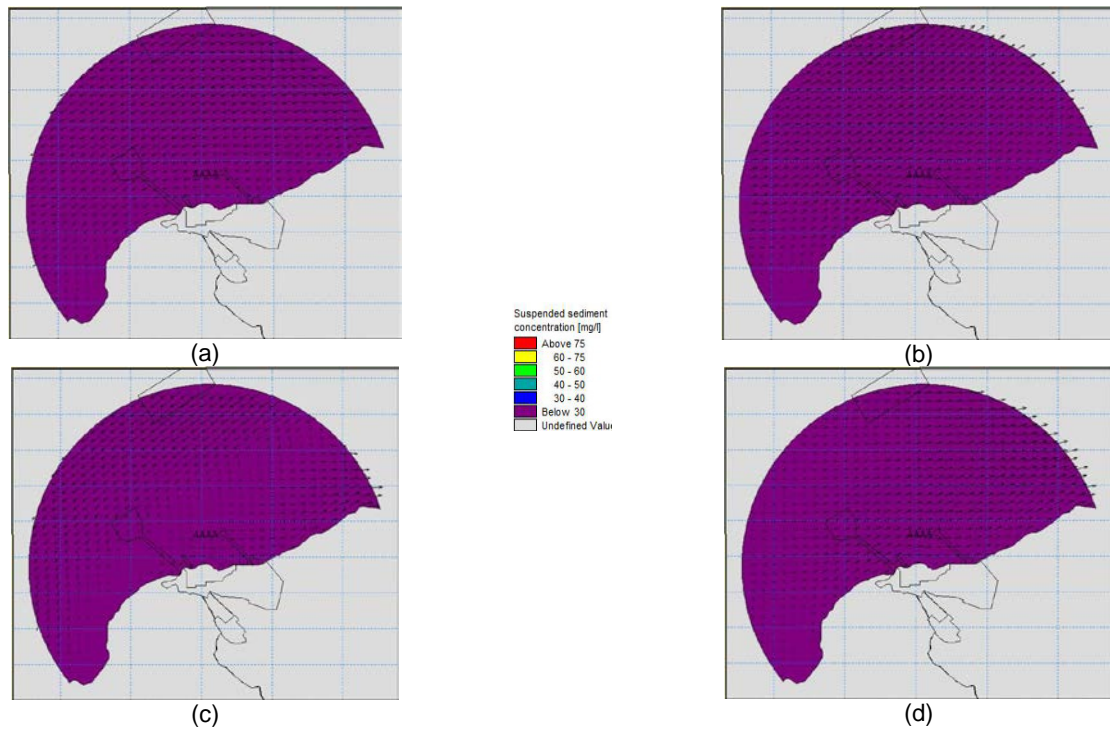 (a)
(b)
Suspended sediment
concentration [mg/l]
Above 75
60 - 75
50 - 60
40 - 50
30 - 40
Below 30
Undefined Valu
(c)
(d)